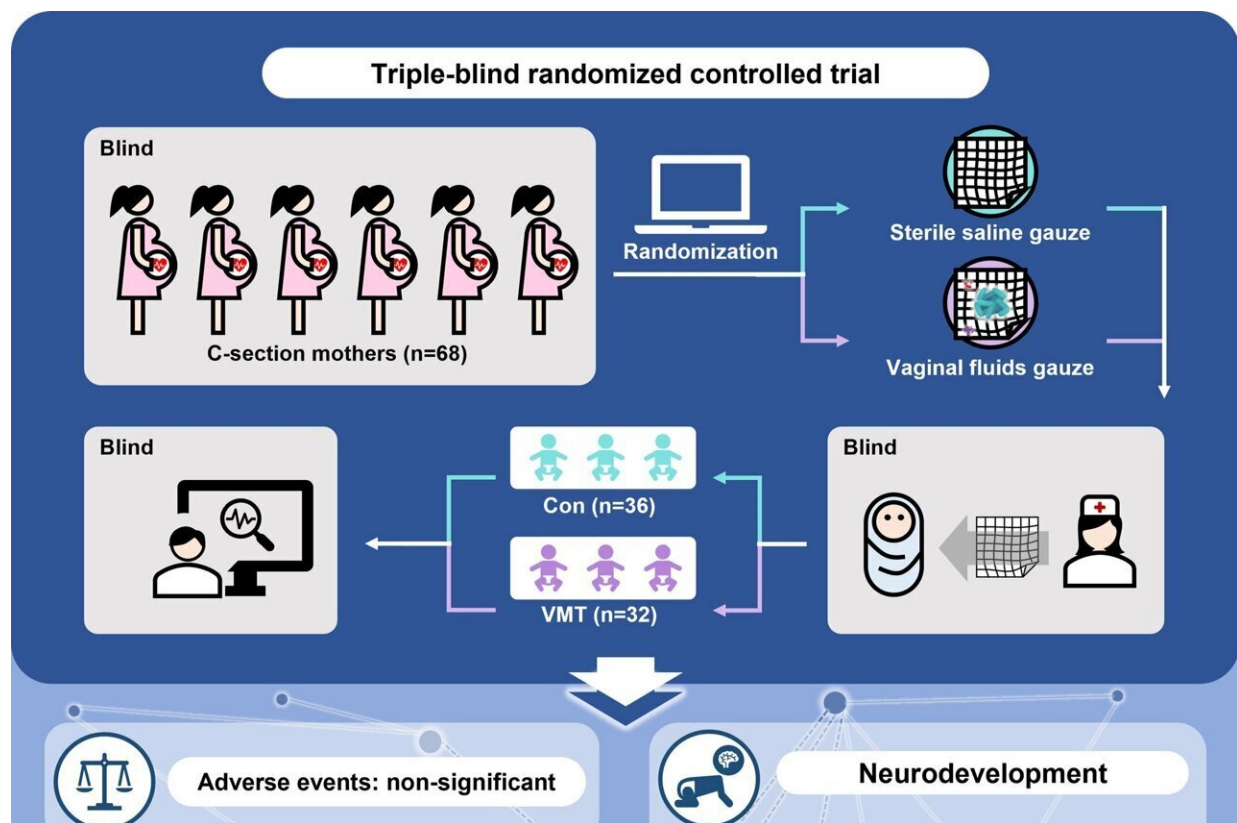 Triple-blind randomized controlled trial
Blind
C-section mothers (n=68)
Randomization
Sterile saline gauze
Vaginal fluids gauze
Blind
Con (n=36)
VMT (n=32)
Blind
Adverse events: non-significant
Neurodevelopment